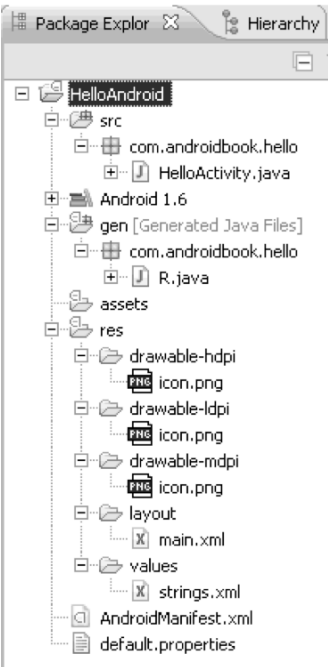 Package Explor Hierarchy
HelloAndroid
src
com.androidbook.hello
HelloActivity.java
Android 1.6
gen [Generated Java Files]
com.androidbook.hello
R.java
assets
res
drawable-hdpi
PNG icon.png
drawable-ldpi
PNG icon.png
drawable-mdpi
PNG icon.png
layout
main.xml
values
strings.xml
AndroidManifest.xml
default.properties